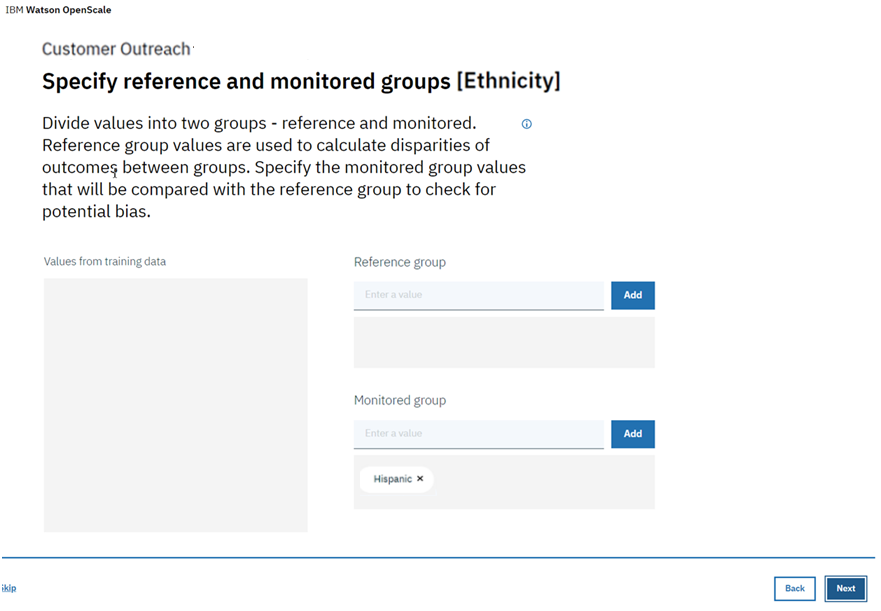 IBM Watson OpenScale
Customer Outreach
Specify reference and monitored groups [Ethnicity]
Divide values into two groups - reference and monitored.
Reference group values are used to calculate disparities of
outcomes between groups. Specify the monitored group values
that will be compared with the reference group to check for
potential bias.
Values from training data
Reference group
Enter a value
Add
Monitored group
Enter a value
Add
Hispanic ×
kip
Back
Next